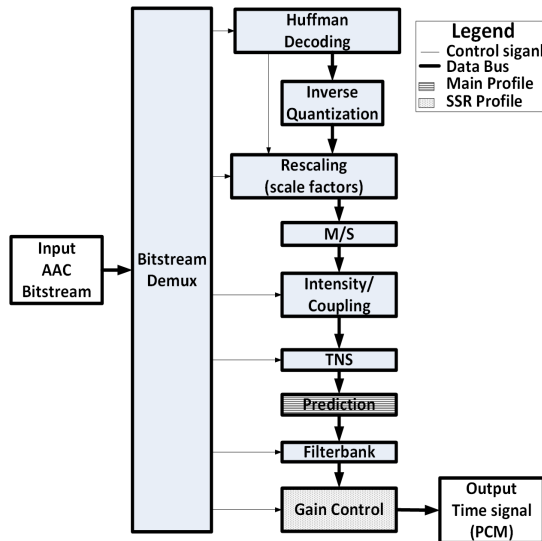 Huffman
Decoding
Legend
Control siganl
Data Bus
Main Profile
SSR Profile
Inverse
Quantization
Rescaling
(scale factors)
M/S
Input
AAC
Bitstream
Bitstream
Demux
Intensity/
Coupling
TNS
Prediction
Filterbank
Gain Control
Output
Time signal
(PCM)